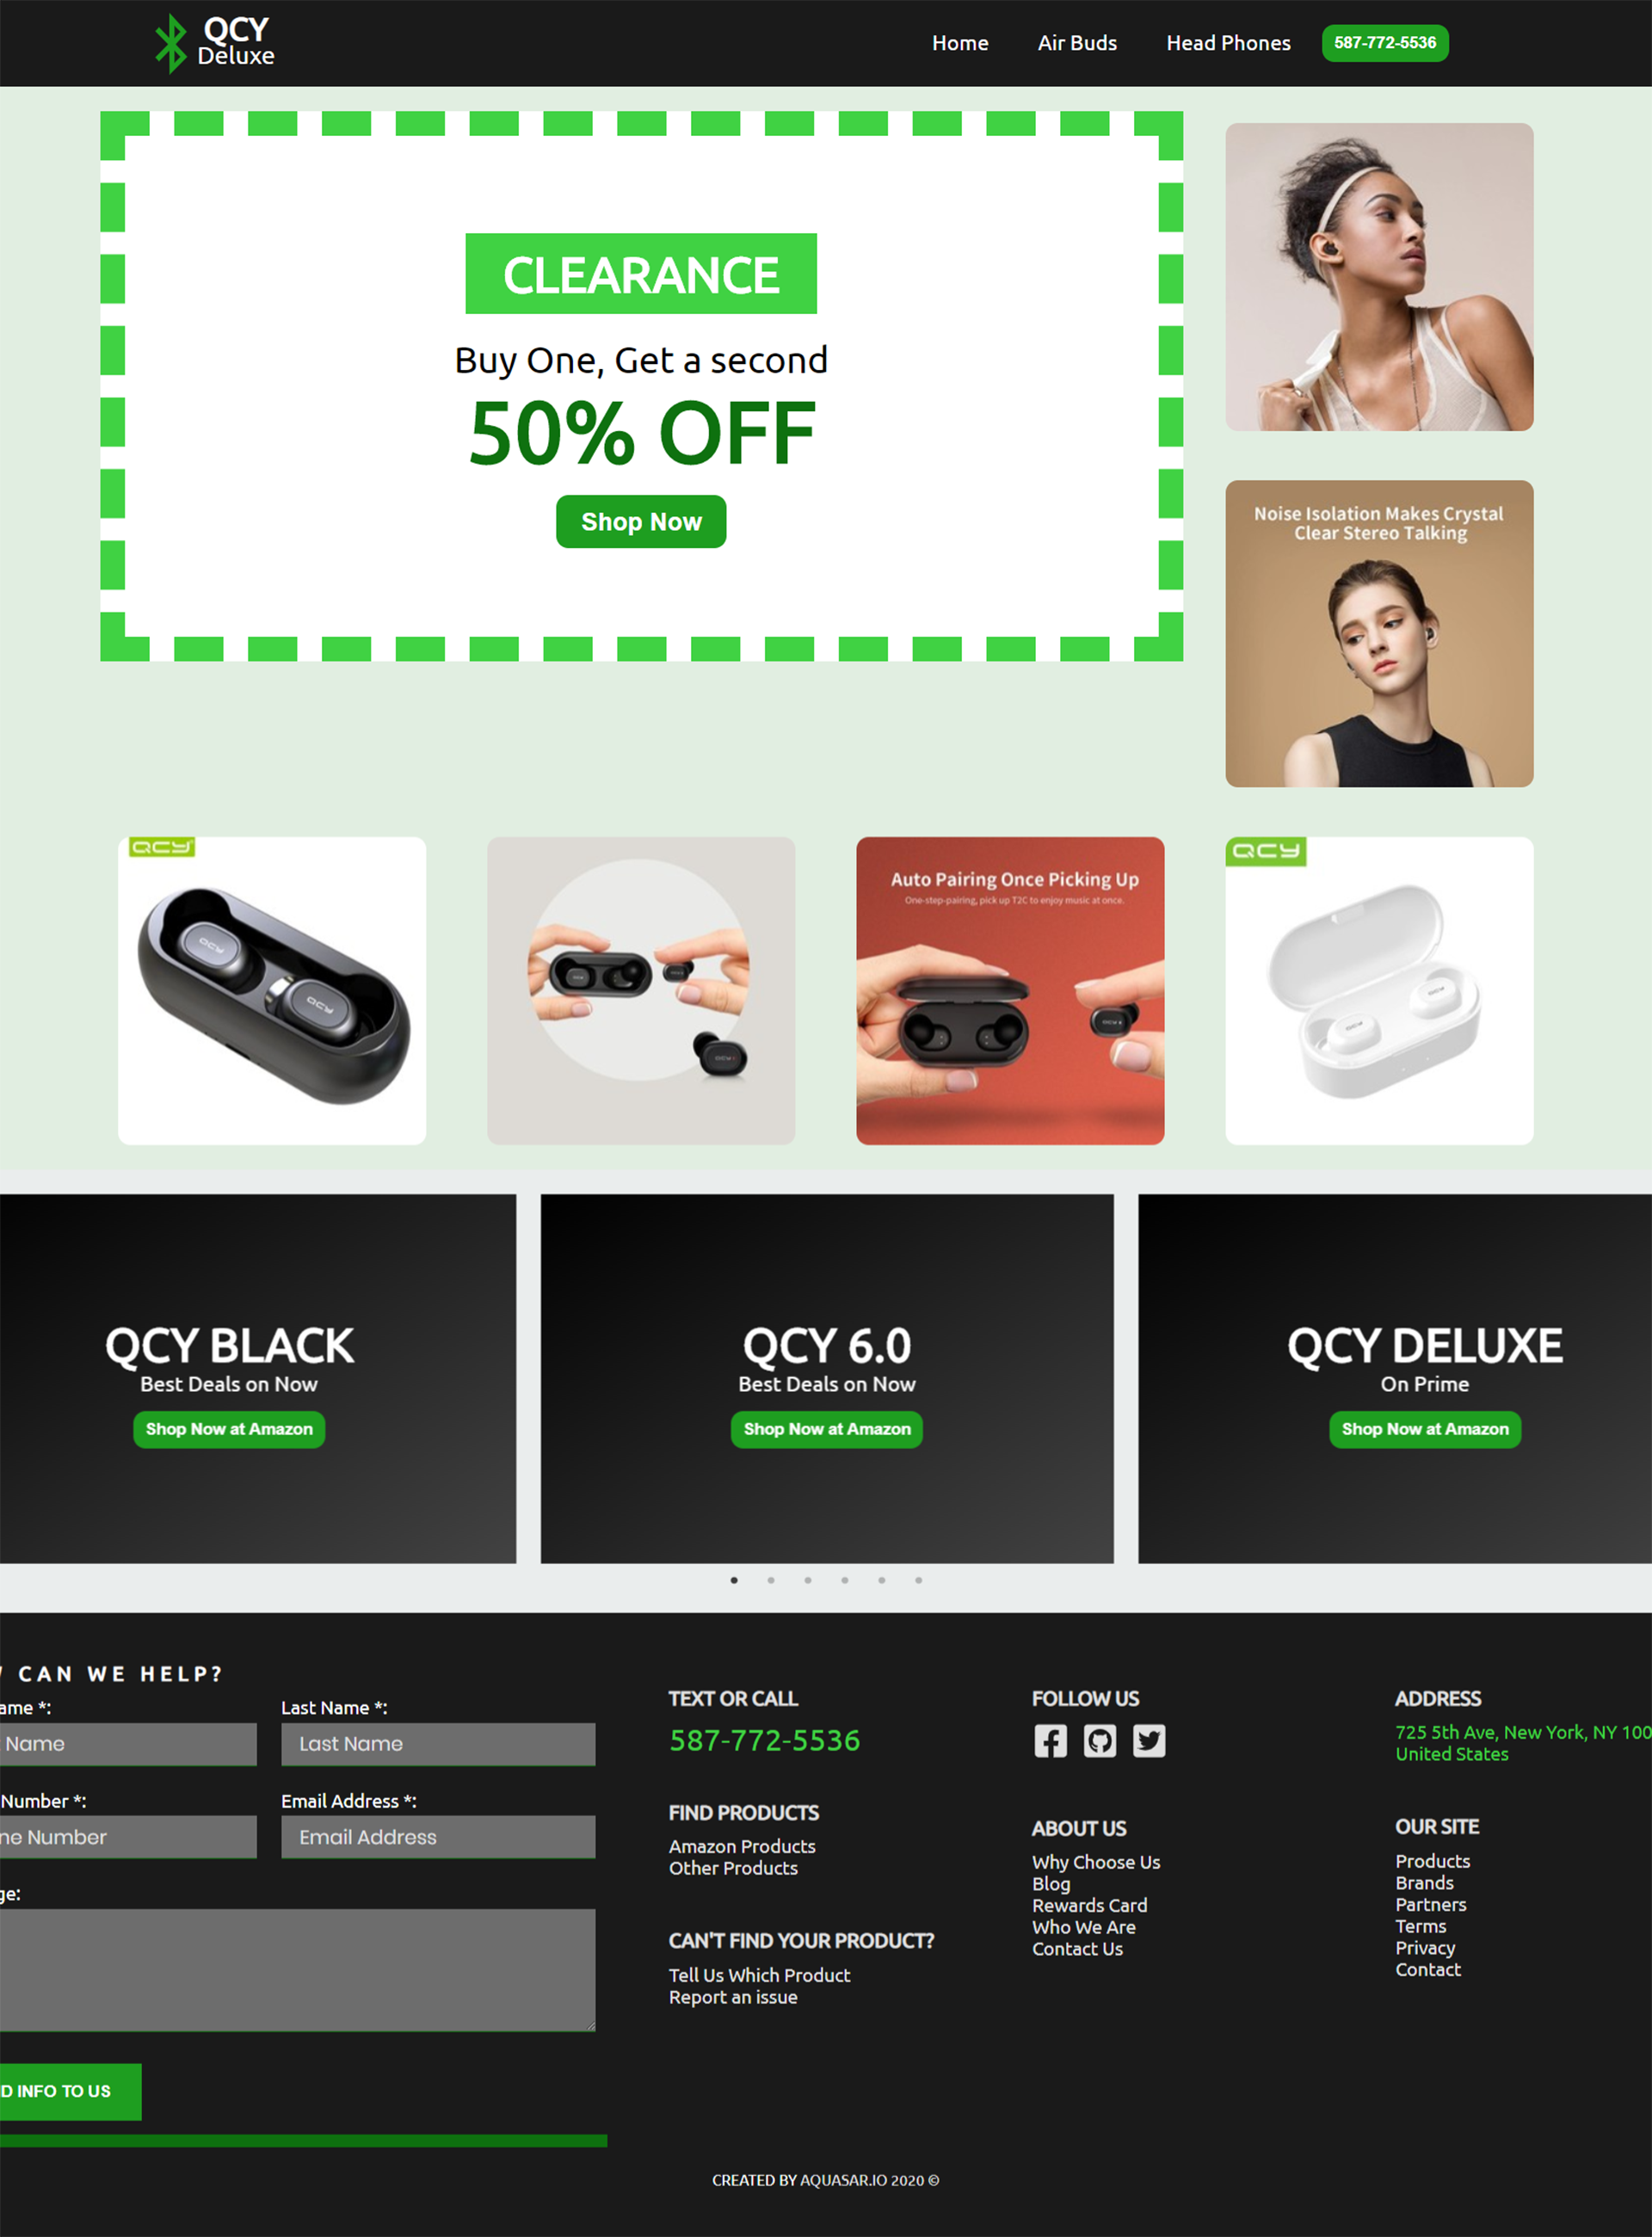 QCY
Deluxe
Home
Air Buds
Head Phones
587-772-5536
CLEARANCE
Buy One, Get a second
50% OFF
Shop Now
Noise Isolation Makes Crystal
Clear Stereo Talking
QCY
QCY
QCY
Auto Pairing Once Picking Up
One-step-pairing, pick up T2C to enjoy music at once.
QCY
QCY
QCY
QCY
QCY
QCY BLACK
Best Deals on Now
Shop Now at Amazon
QCY 6.0
Best Deals on Now
Shop Now at Amazon
QCY DELUXE
On Prime
Shop Now at Amazon
CAN WE HELP?
ame *:
Name
Last Name *:
Last Name
Number *:
ne Number
Email Address *:
Email Address
ge:
D INFO TO US
TEXT OR CALL
587-772-5536
FIND PRODUCTS
Amazon Products
Other Products
CAN'T FIND YOUR PRODUCT?
Tell Us Which Product
Report an issue
FOLLOW US
ABOUT US
Why Choose Us
Blog
Rewards Card
Who We Are
Contact Us
ADDRESS
725 5th Ave, New York, NY 100
United States
OUR SITE
Products
Brands
Partners
Terms
Privacy
Contact
CREATED BY AQUASAR.IO 2020 ©